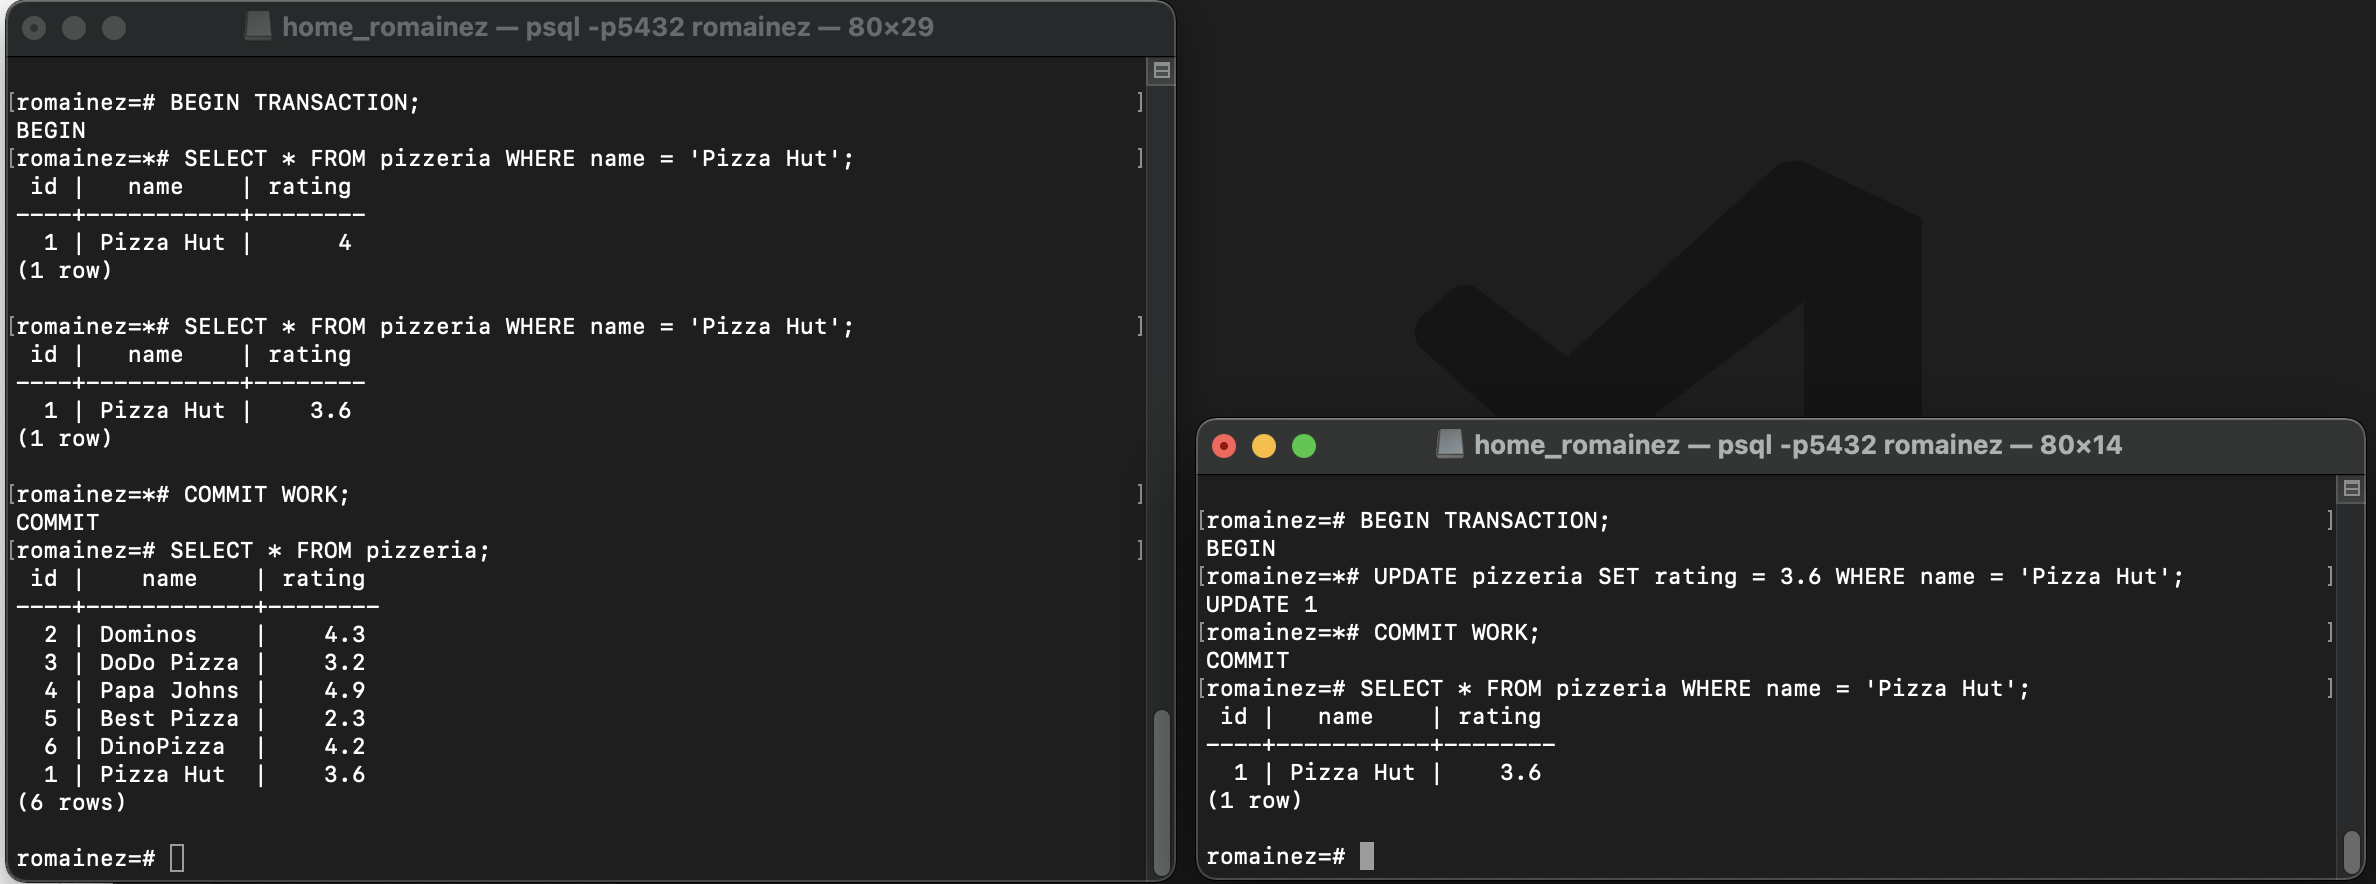 home_romainez — psql -p5432 romainez — 80×29
[romainez=# BEGIN TRANSACTION; ]
BEGIN
[romainez=*# SELECT * FROM pizzeria WHERE name = 'Pizza Hut'; ]
 id |   name    | rating
----+-----------+--------
  1 | Pizza Hut |      4
(1 row)
[romainez=*# SELECT * FROM pizzeria WHERE name = 'Pizza Hut'; ]
 id |   name    | rating
----+-----------+--------
  1 | Pizza Hut |    3.6
(1 row)
[romainez=*# COMMIT WORK; ]
COMMIT
[romainez=# SELECT * FROM pizzeria; ]
 id |    name    | rating
----+------------+--------
  2 | Dominos    |    4.3
  3 | DoDo Pizza |    3.2
  4 | Papa Johns |    4.9
  5 | Best Pizza |    2.3
  6 | DinoPizza  |    4.2
  1 | Pizza Hut  |    3.6
(6 rows)
romainez=#
home_romainez — psql -p5432 romainez — 80×14
[romainez=# BEGIN TRANSACTION; ]
BEGIN
[romainez=*# UPDATE pizzeria SET rating = 3.6 WHERE name = 'Pizza Hut'; ]
UPDATE 1
[romainez=*# COMMIT WORK; ]
COMMIT
[romainez=# SELECT * FROM pizzeria WHERE name = 'Pizza Hut'; ]
 id |   name    | rating
----+-----------+--------
  1 | Pizza Hut |    3.6
(1 row)
romainez=#